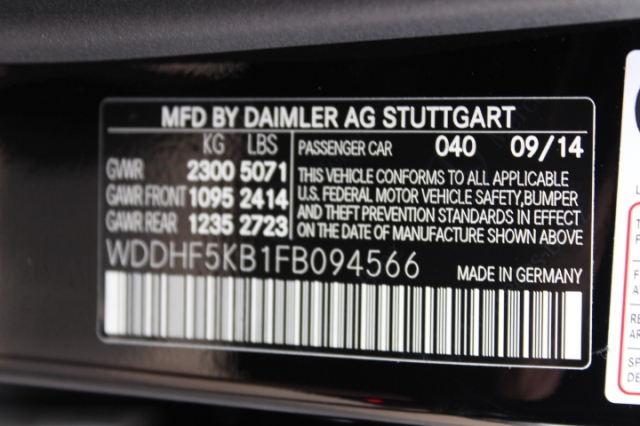 MFD BY DAIMLER AG STUTTGART
KG LBS
GVWR 2300 5071
GAWR FRONT 1095 2414
GAWR REAR 1235 2723
PASSENGER CAR 040 09/14
THIS VEHICLE CONFORMS TO ALL APPLICABLE
U.S. FEDERAL MOTOR VEHICLE SAFETY,BUMPER
AND THEFT PREVENTION STANDARDS IN EFFECT
ON THE DATE OF MANUFACTURE SHOWN ABOVE
WDDHF5KB1FB094566
MADE IN GERMANY